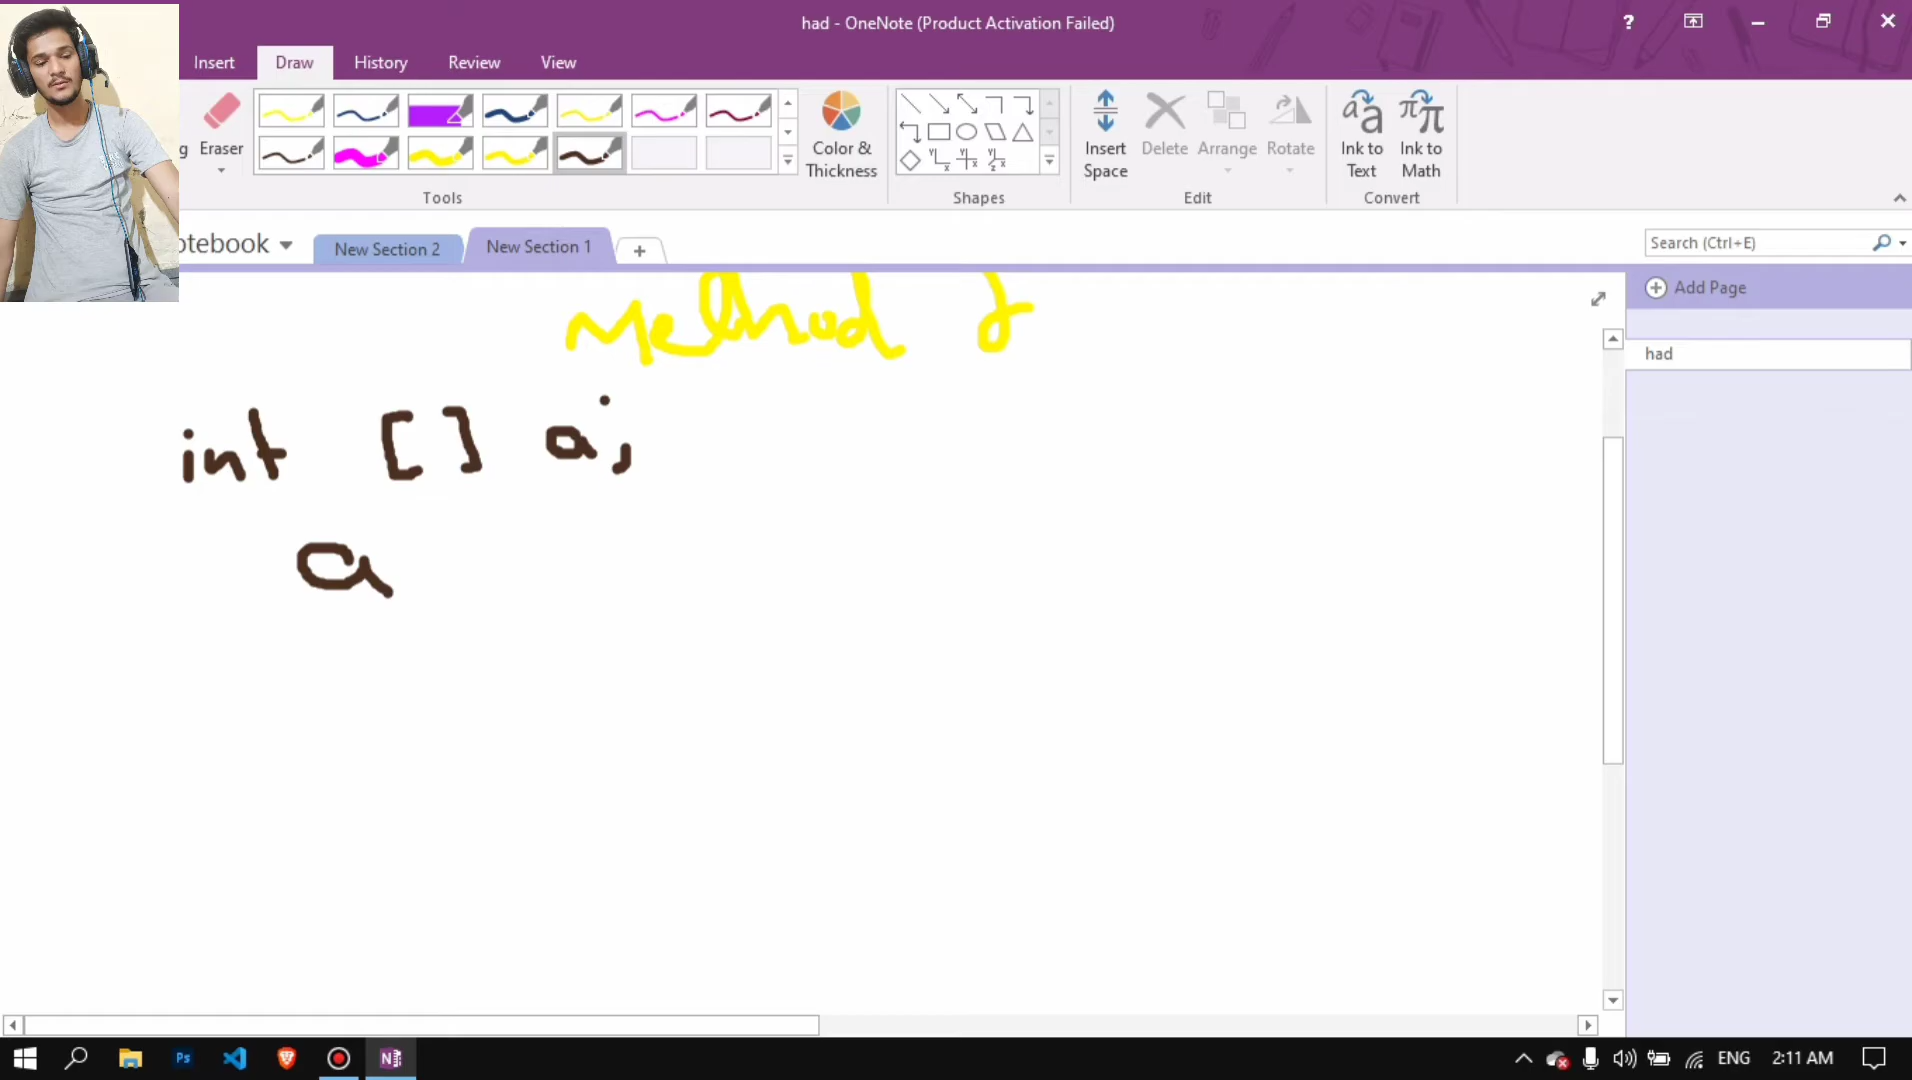 had - OneNote (Product Activation Failed)
Insert Draw History Review View
Eraser
Color & Thickness
Insert Space
Delete Arrange Rotate
Ink to Text
Ink to Math
Tools Shapes Edit Convert
otebook New Section 2 New Section 1
Search (Ctrl+E)
Add Page
had
Method 2
int [] a;
a
Ps N ENG 2:11 AM